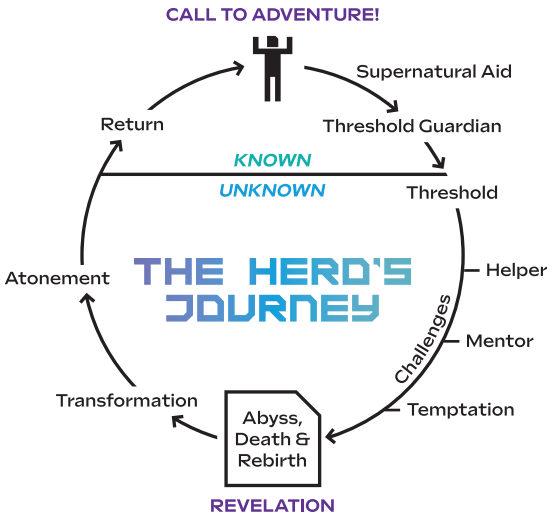 CALL TO ADVENTURE!
Supernatural Aid
Threshold Guardian
Return
KNOWN
UNKNOWN
Threshold
THE HERO'S
JOURNEY
Helper
Atonement
Challenges
Mentor
Temptation
Transformation
Abyss,
Death &
Rebirth
REVELATION